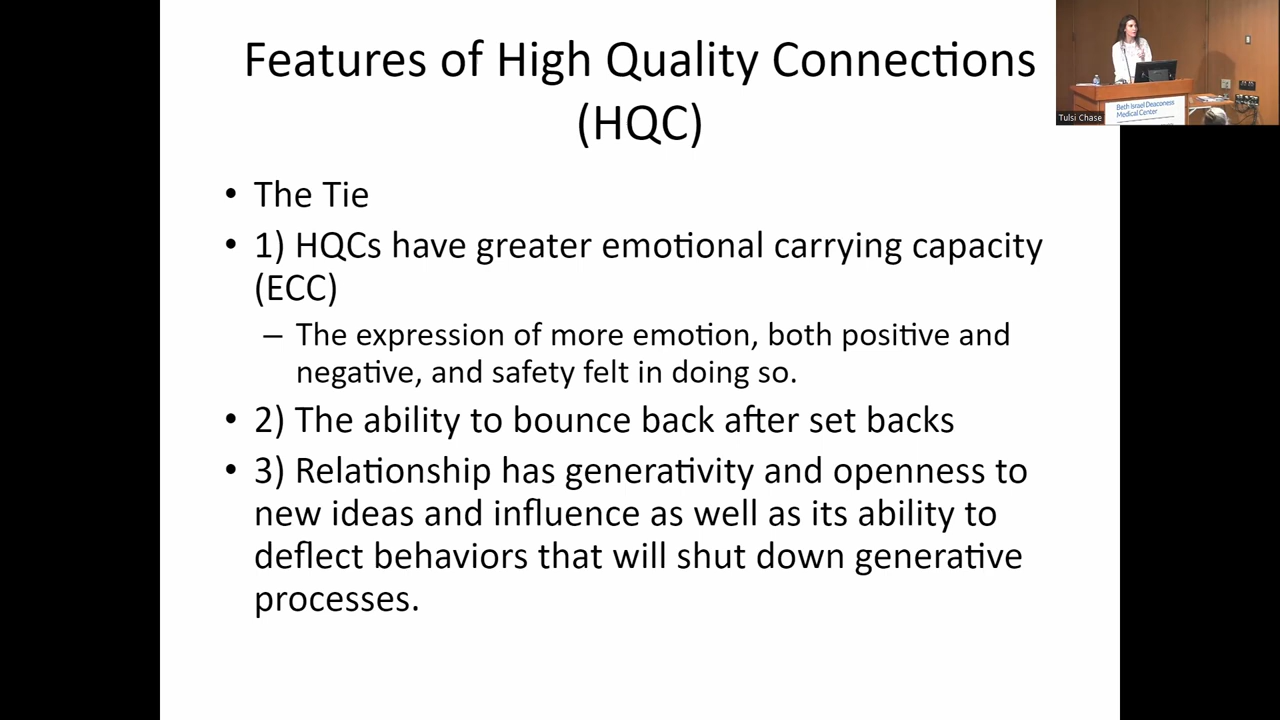 Features of High Quality Connections
(HQC)
• The Tie
• 1) HQCs have greater emotional carrying capacity
(ECC)
– The expression of more emotion, both positive and
negative, and safety felt in doing so.
• 2) The ability to bounce back after set backs
• 3) Relationship has generativity and openness to
new ideas and influence as well as its ability to
deflect behaviors that will shut down generative
processes.
Beth Israel Deaconess
Medical Center
Tulsi Chase